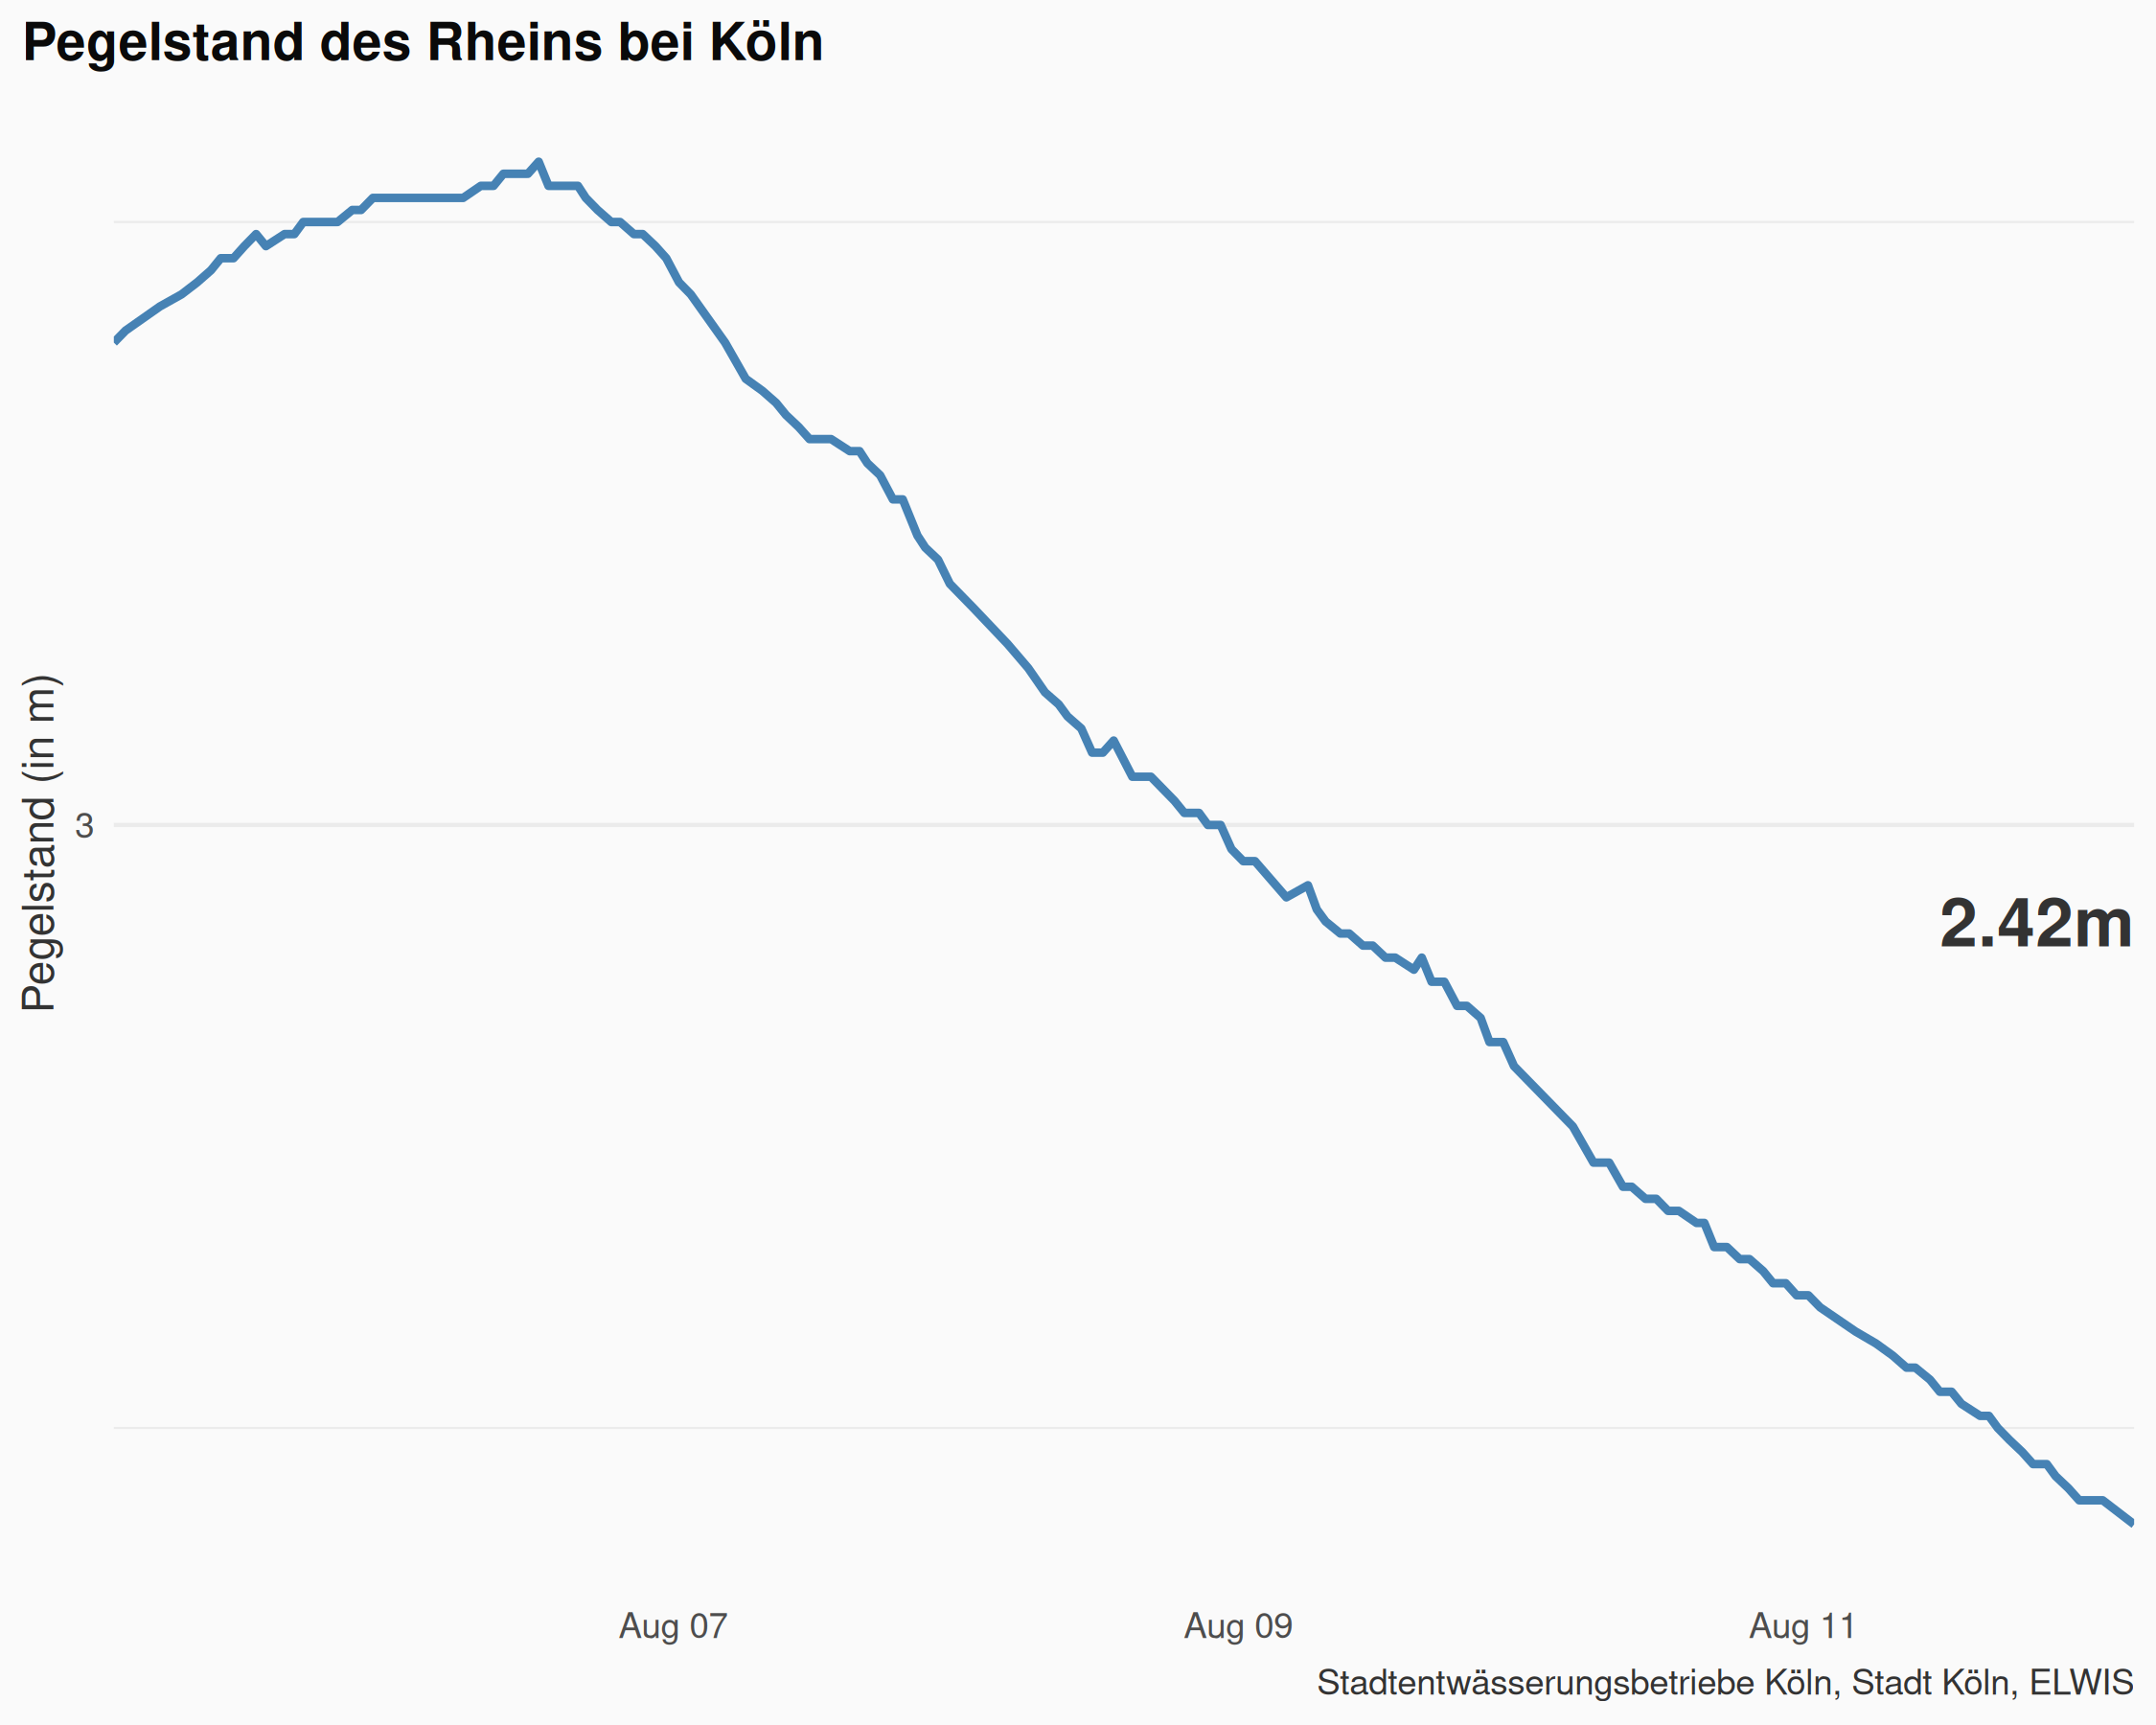 Pegelstand des Rheins bei Köln
Pegelstand (in m)
3
2.42m
Aug 07
Aug 09
Aug 11
Stadtentwässerungsbetriebe Köln, Stadt Köln, ELWIS